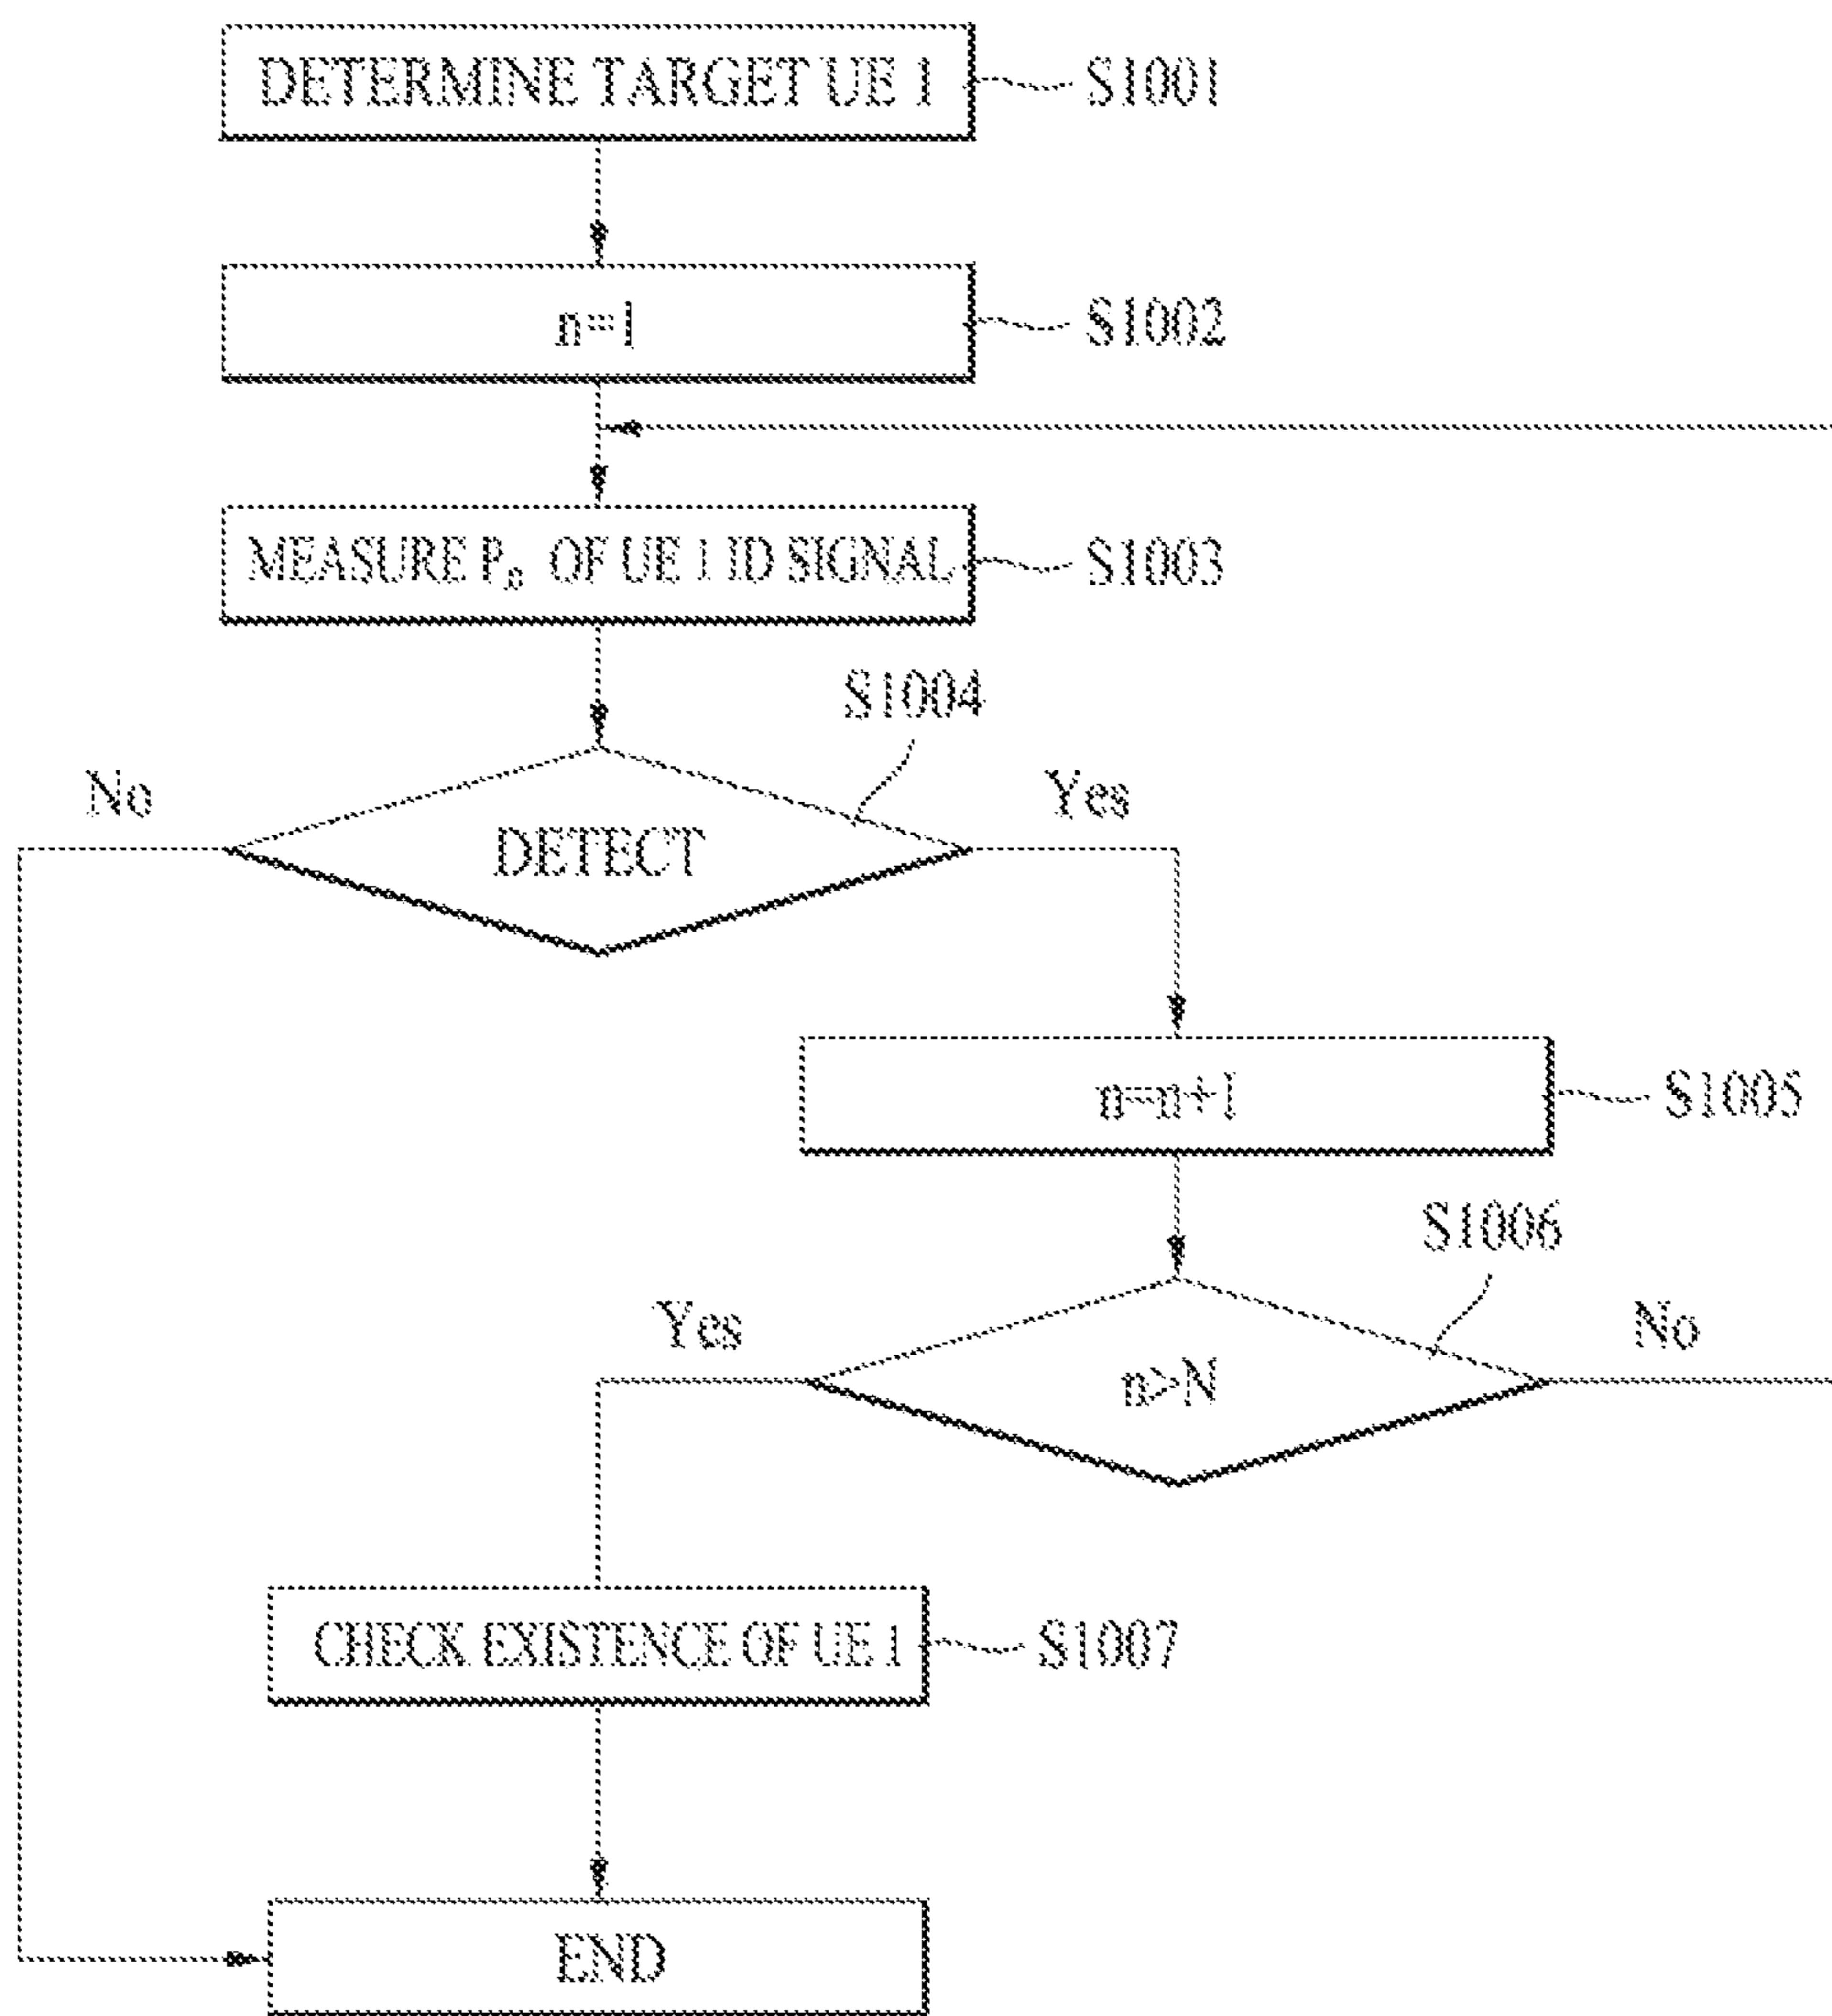 DETERMINE TARGET UE 1
S1001
n=1
S1002
MEASURE Pn OF UE 1 ID SIGNAL
S1003
S1004
No
Yes
DETECT
n=n+1
S1005
S1006
Yes
No
n>N
CHECK EXISTENCE OF UE 1
S1007
END